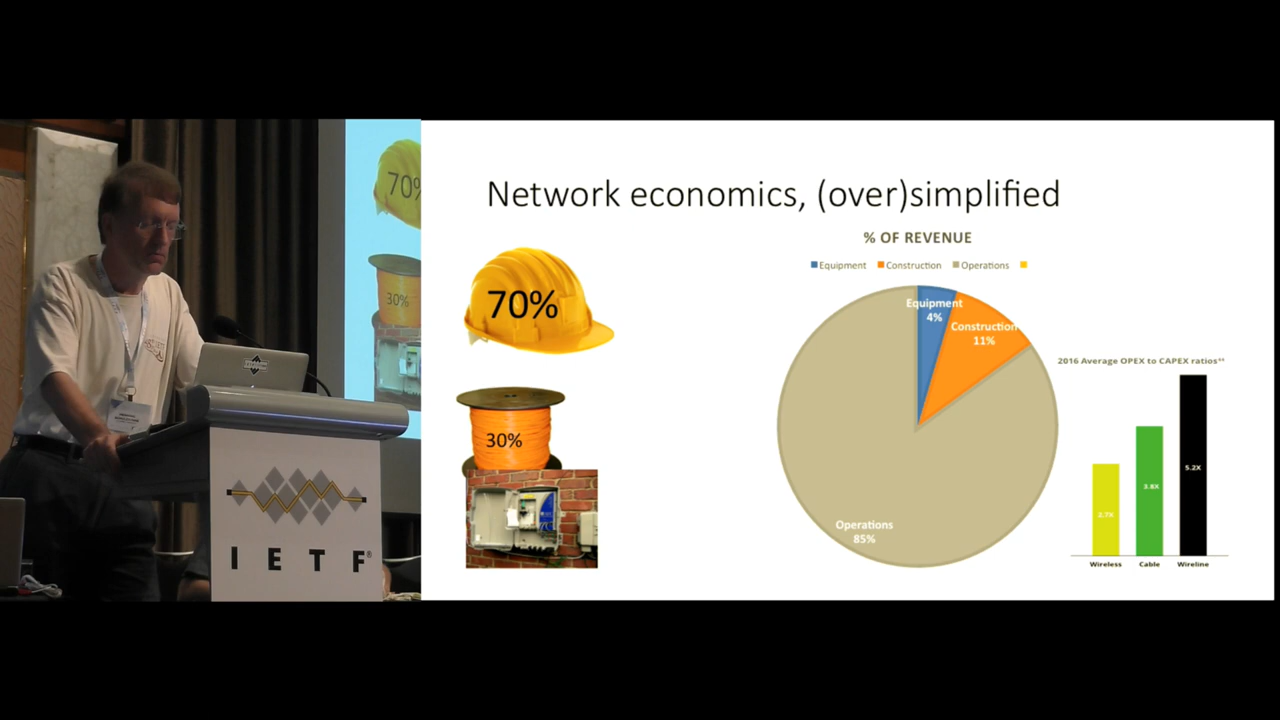 Network economics, (over)simplified
% OF REVENUE
Equipment Construction Operations
70%
Equipment
4%
Construction
11%
2016 Average OPEX to CAPEX ratios**
30%
5.2X
3.8X
2.7X
Operations
85%
Wireless Cable Wireline
70%
30%
IETF®